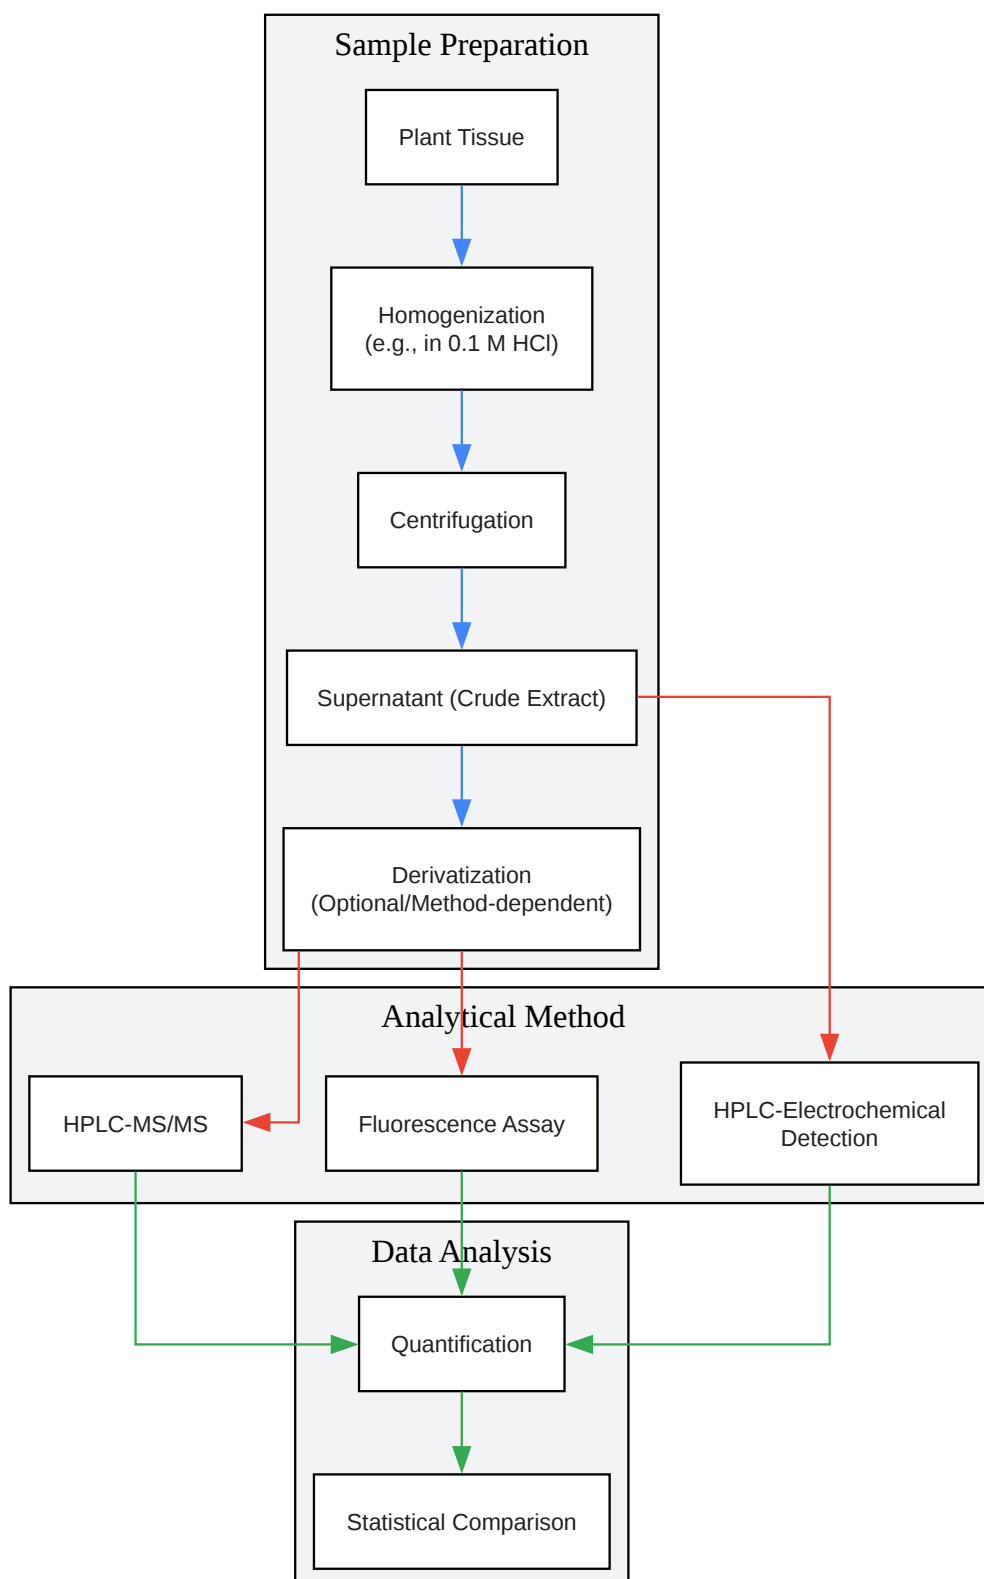 Sample Preparation
Plant Tissue
Homogenization
(e.g., in 0.1 M HCl)
Centrifugation
Supernatant (Crude Extract)
Derivatization
(Optional/Method-dependent)
Analytical Method
HPLC-MS/MS
Fluorescence Assay
HPLC-Electrochemical
Detection
Data Analysis
Quantification
Statistical Comparison